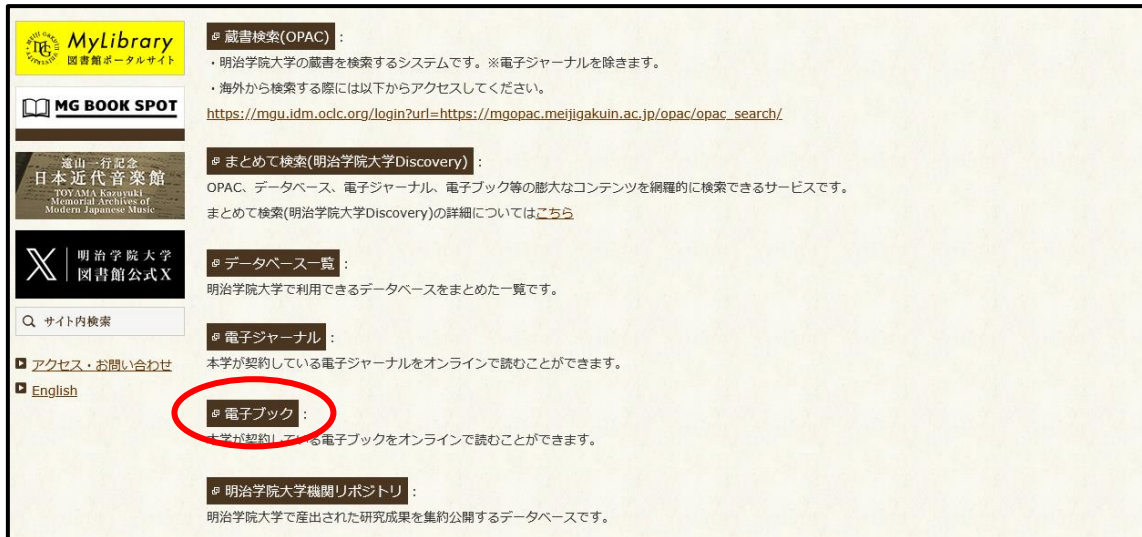 MyLibrary
図書館ポータルサイト
MG BOOK SPOT
遠山一行記念
日本近代音楽館
TOYAMA Kazuyuki
Memorial Archives of
Modern Japanese Music
明治学院大学
図書館公式X
サイト内検索
アクセス・お問い合わせ
English
蔵書検索(OPAC)：
・明治学院大学の蔵書を検索するシステムです。※電子ジャーナルを除きます。
・海外から検索する際には以下からアクセスしてください。
https://mgu.idm.oclc.org/login?url=https://mgopac.meijigakuin.ac.jp/opac/opac_search/
まとめて検索(明治学院大学Discovery)：
OPAC、データベース、電子ジャーナル、電子ブック等の膨大なコンテンツを網羅的に検索できるサービスです。
まとめて検索(明治学院大学Discovery)の詳細についてはこちら
データベース一覧：
明治学院大学で利用できるデータベースをまとめた一覧です。
電子ジャーナル：
本学が契約している電子ジャーナルをオンラインで読むことができます。
電子ブック：
本学が契約している電子ブックをオンラインで読むことができます。
明治学院大学機関リポジトリ：
明治学院大学で産出された研究成果を集約公開するデータベースです。